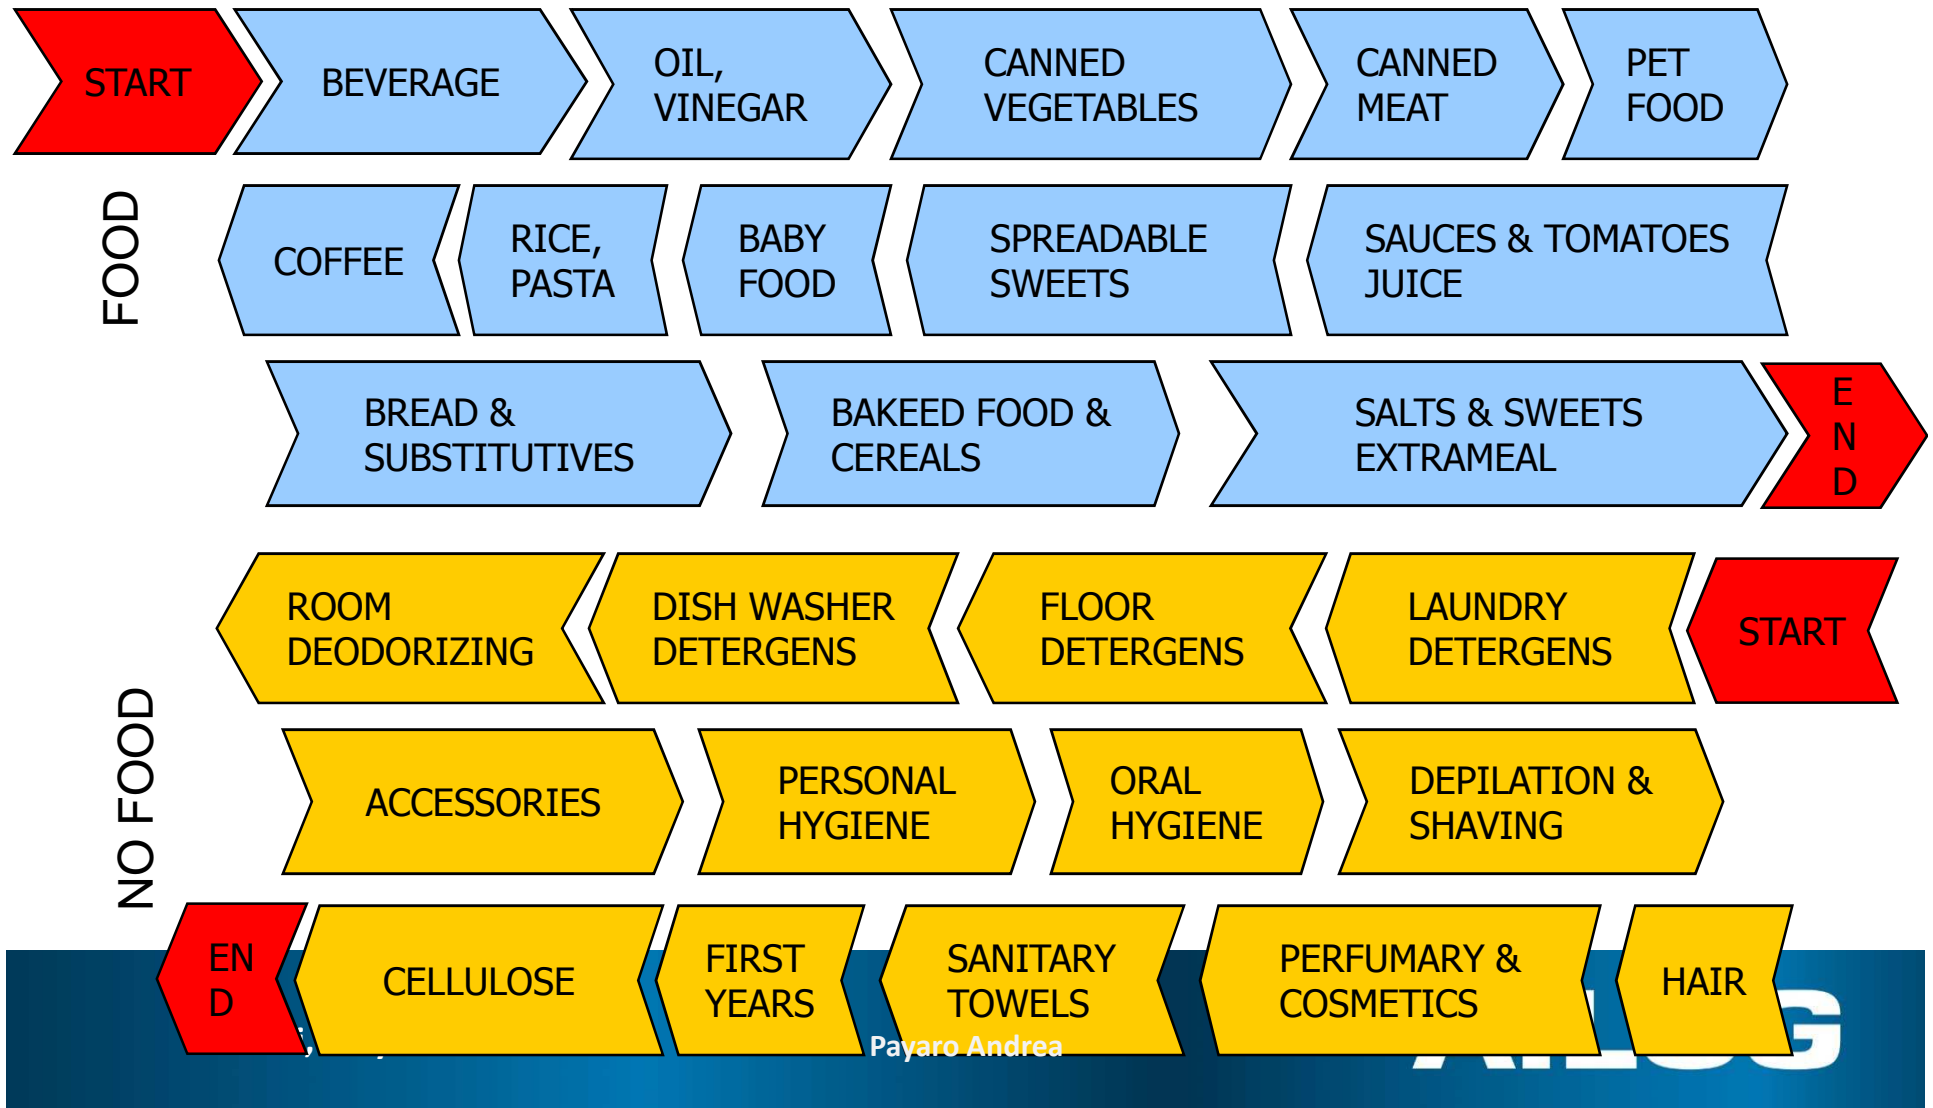 START
BEVERAGE
OIL,
VINEGAR
CANNED
VEGETABLES
CANNED
MEAT
PET
FOOD
FOOD
COFFEE
RICE,
PASTA
BABY
FOOD
SPREADABLE
SWEETS
SAUCES & TOMATOES
JUICE
BREAD &
SUBSTITUTIVES
BAKEED FOOD &
CEREALS
SALTS & SWEETS
EXTRAMEAL
E
N
D
NO FOOD
ROOM
DEODORIZING
DISH WASHER
DETERGENS
FLOOR
DETERGENS
LAUNDRY
DETERGENS
START
ACCESSORIES
PERSONAL
HYGIENE
ORAL
HYGIENE
DEPILATION &
SHAVING
EN
D
CELLULOSE
FIRST
YEARS
SANITARY
TOWELS
PERFUMARY &
COSMETICS
HAIR
Payaro Andrea